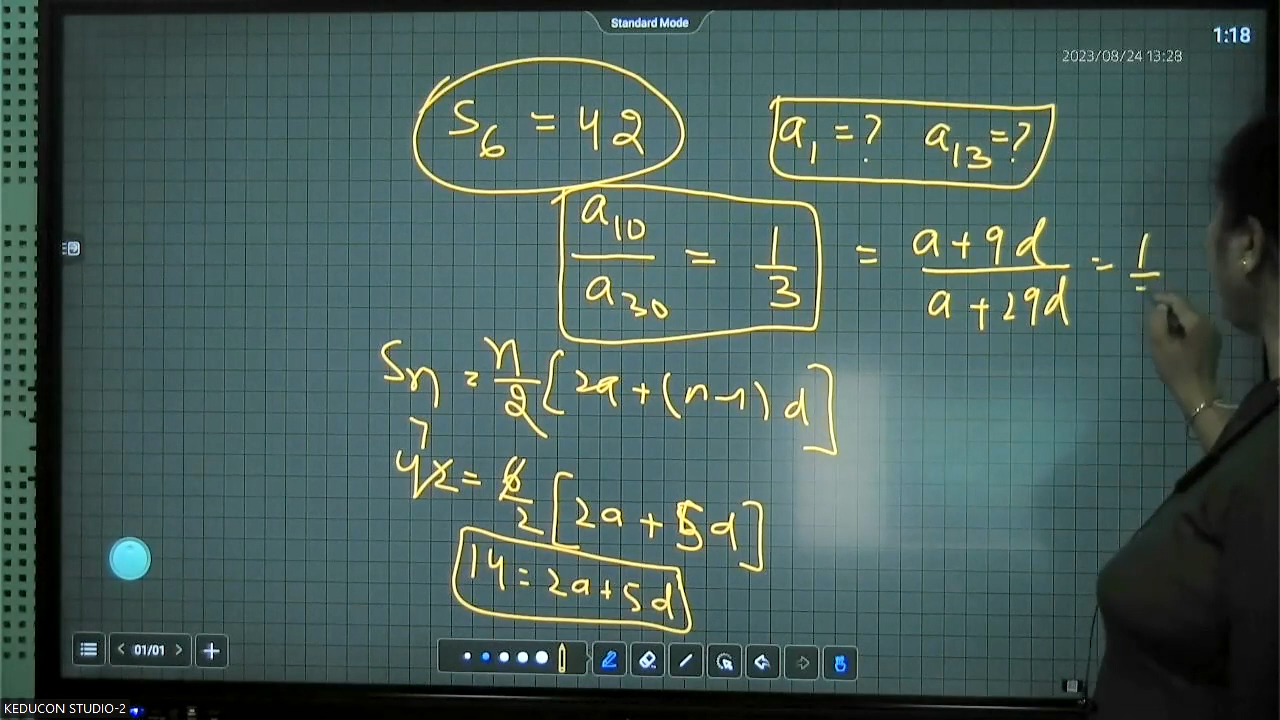 Standard Mode
1:18
2023/08/24 13:28
S₆ = 42
a₁ = ? a₁₃ = ?
a₁₀/a₃₀ = 1/3 = (a + 9d)/(a + 29d) = 1/
Sn = n/2 [2a + (n-1) d]
7
42 = 6/2 [2a + 5d]
14 = 2a + 5d
01/01
KEDUCON STUDIO-2